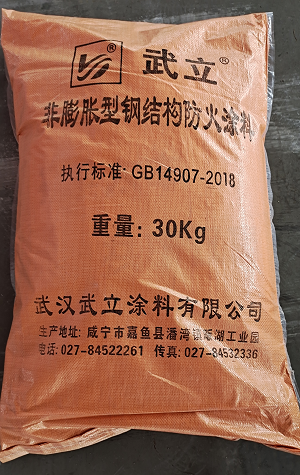 武立®
非膨胀型钢结构防火涂料
执行标准：GB14907-2018
重量：30Kg
武汉武立涂料有限公司
生产地址：咸宁市嘉鱼县潘湾镇畈湖工业园
电话：027-84522261 传真：027-84532336